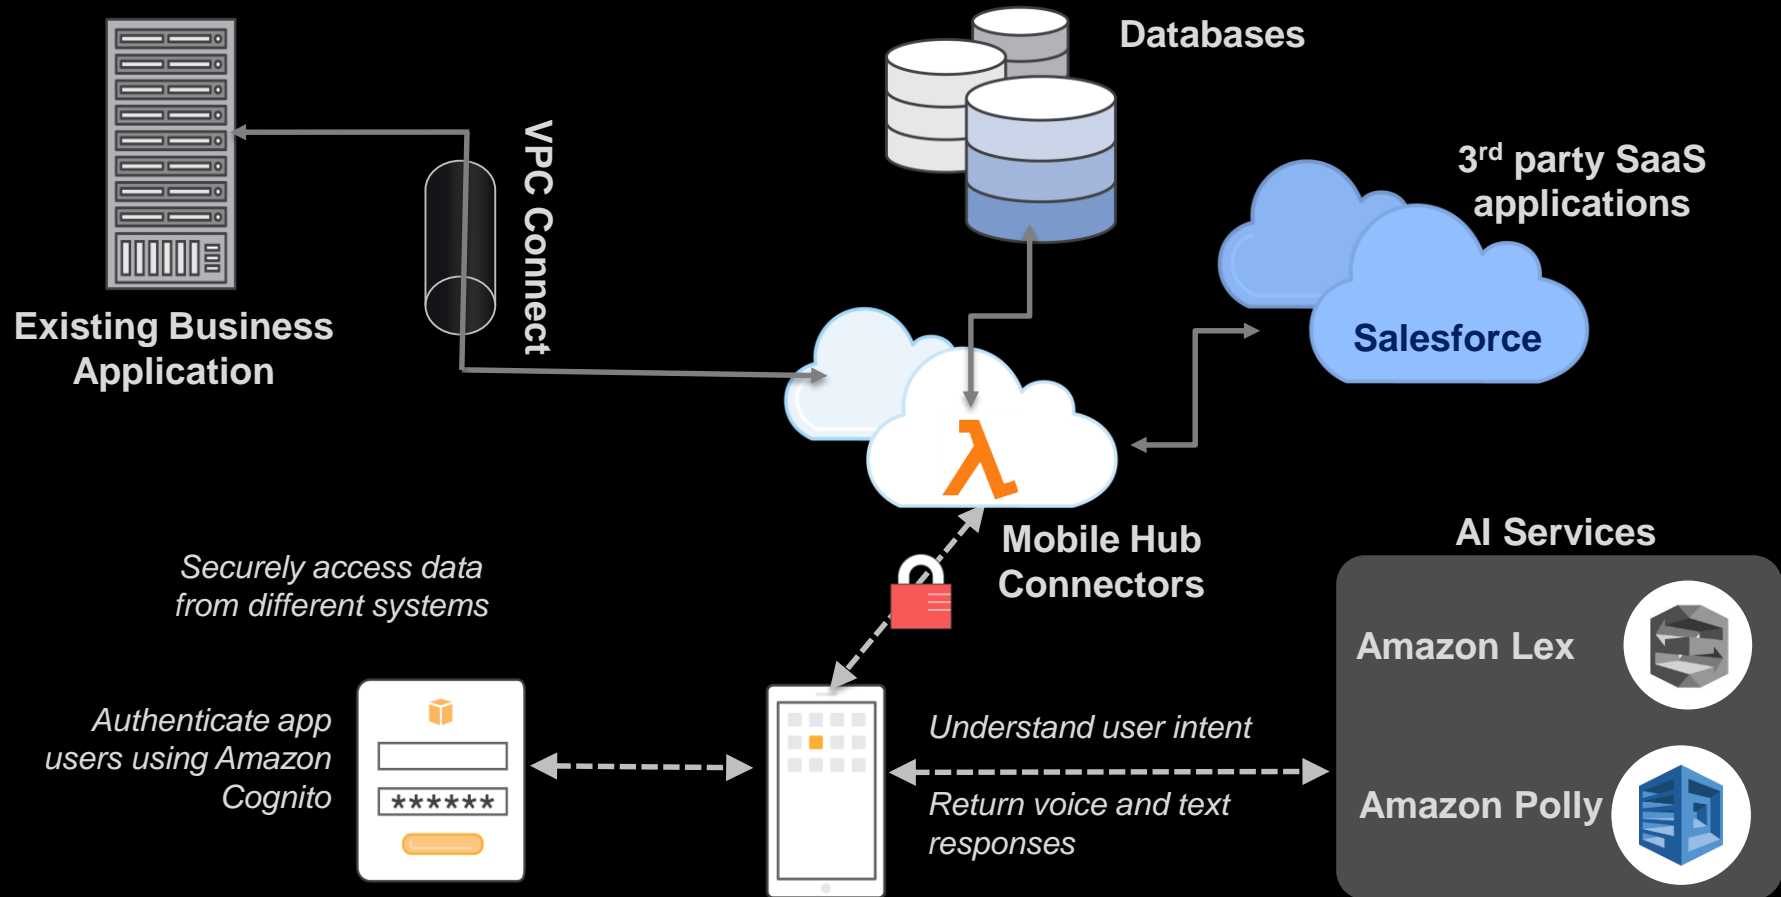 Databases
3rd party SaaS
applications
VPC Connect
Existing Business
Application
Salesforce
λ
Mobile Hub
Connectors
Securely access data
from different systems
AI Services
Amazon Lex
Authenticate app
users using Amazon
Cognito
******
Understand user intent
Return voice and text
responses
Amazon Polly